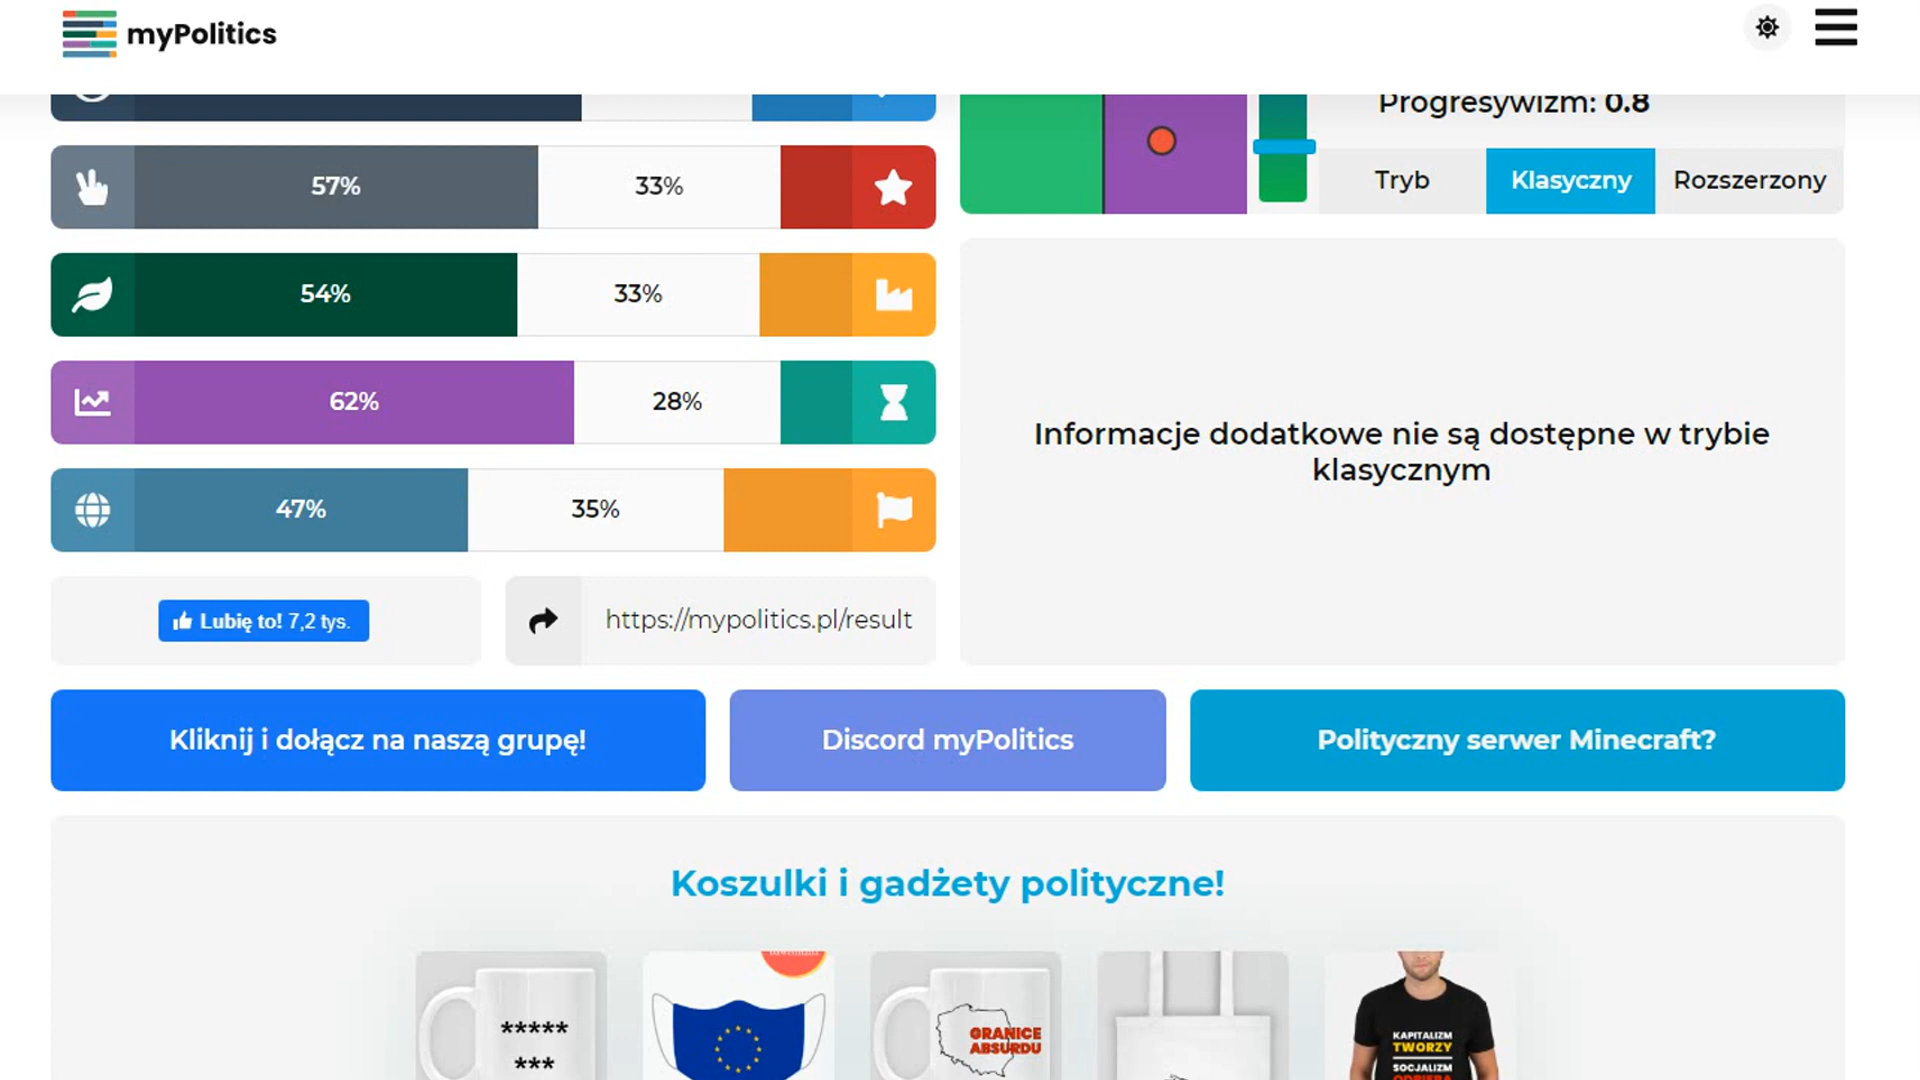 myPolitics
Progresywizm: 0.8
57% 33%
Tryb Klasyczny Rozszerzony
54% 33%
62% 28%
Informacje dodatkowe nie są dostępne w trybie
klasycznym
47% 35%
Lubię to! 7,2 tys.
https://mypolitics.pl/result
Kliknij i dołącz na naszą grupę!
Discord myPolitics
Polityczny serwer Minecraft?
Koszulki i gadżety polityczne!
*****
***
GRANICE
ABSURDU
KAPITALIZM
TWORZY
SOCJALIZM